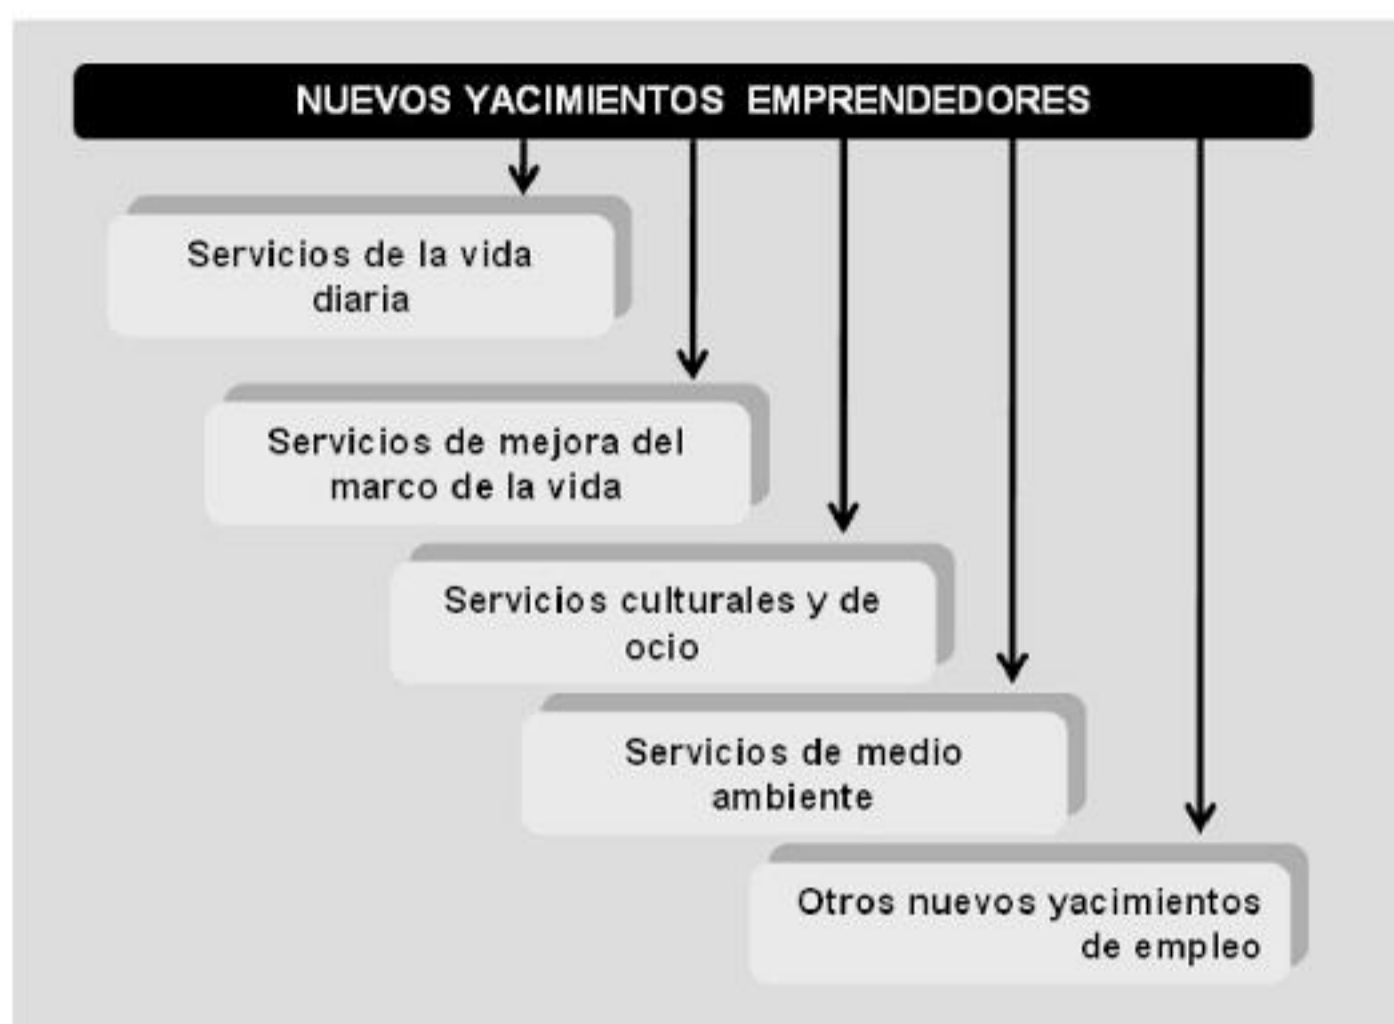 NUEVOS YACIMIENTOS EMPRENDEDORES
Servicios de la vida
diaria
Servicios de mejora del
marco de la vida
Servicios culturales y de
ocio
Servicios de medio
ambiente
Otros nuevos yacimientos
de empleo